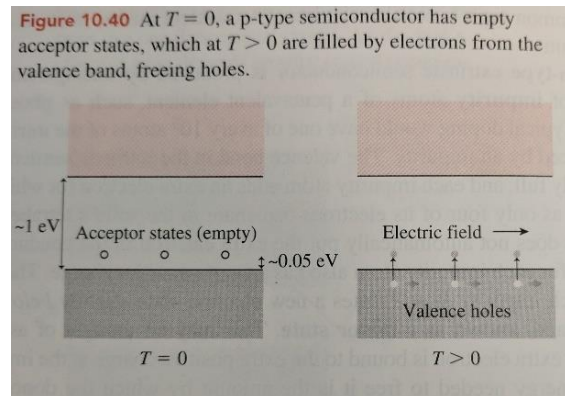 Figure 10.40 At T = 0, a p-type semiconductor has empty
acceptor states, which at T > 0 are filled by electrons from the
valence band, freeing holes.
~1 eV
Acceptor states (empty)
~0.05 eV
T = 0
Electric field
Valence holes
T > 0